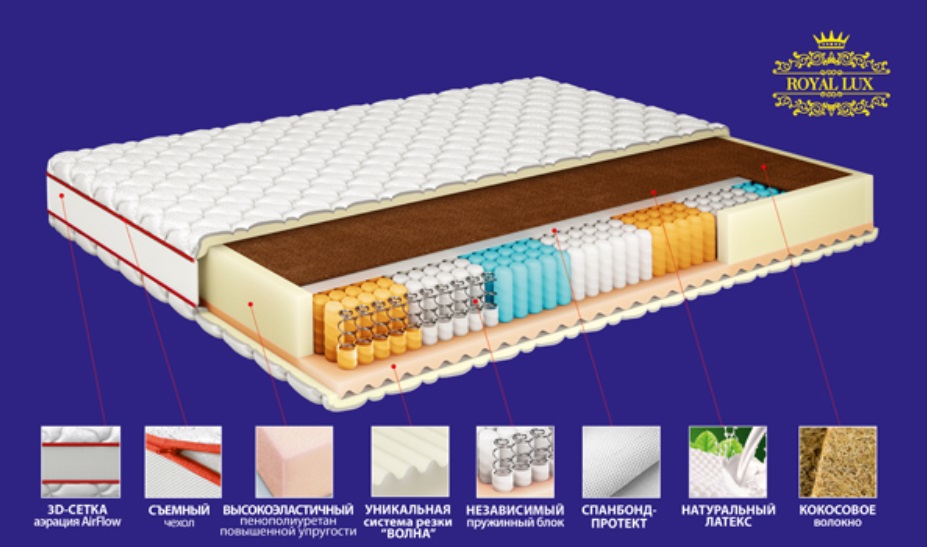 ROYAL LUX
3D-СЕТКА
аэрация AirFlow
СЪЕМНЫЙ
чехол
ВЫСОКОЭЛАСТИЧНЫЙ
пенополиуретан
повышенной упругости
УНИКАЛЬНАЯ
система резки
"ВОЛНА"
НЕЗАВИСИМЫЙ
пружинный блок
СПАНБОНД-
ПРОТЕКТ
НАТУРАЛЬНЫЙ
ЛАТЕКС
КОКОСОВОЕ
волокно